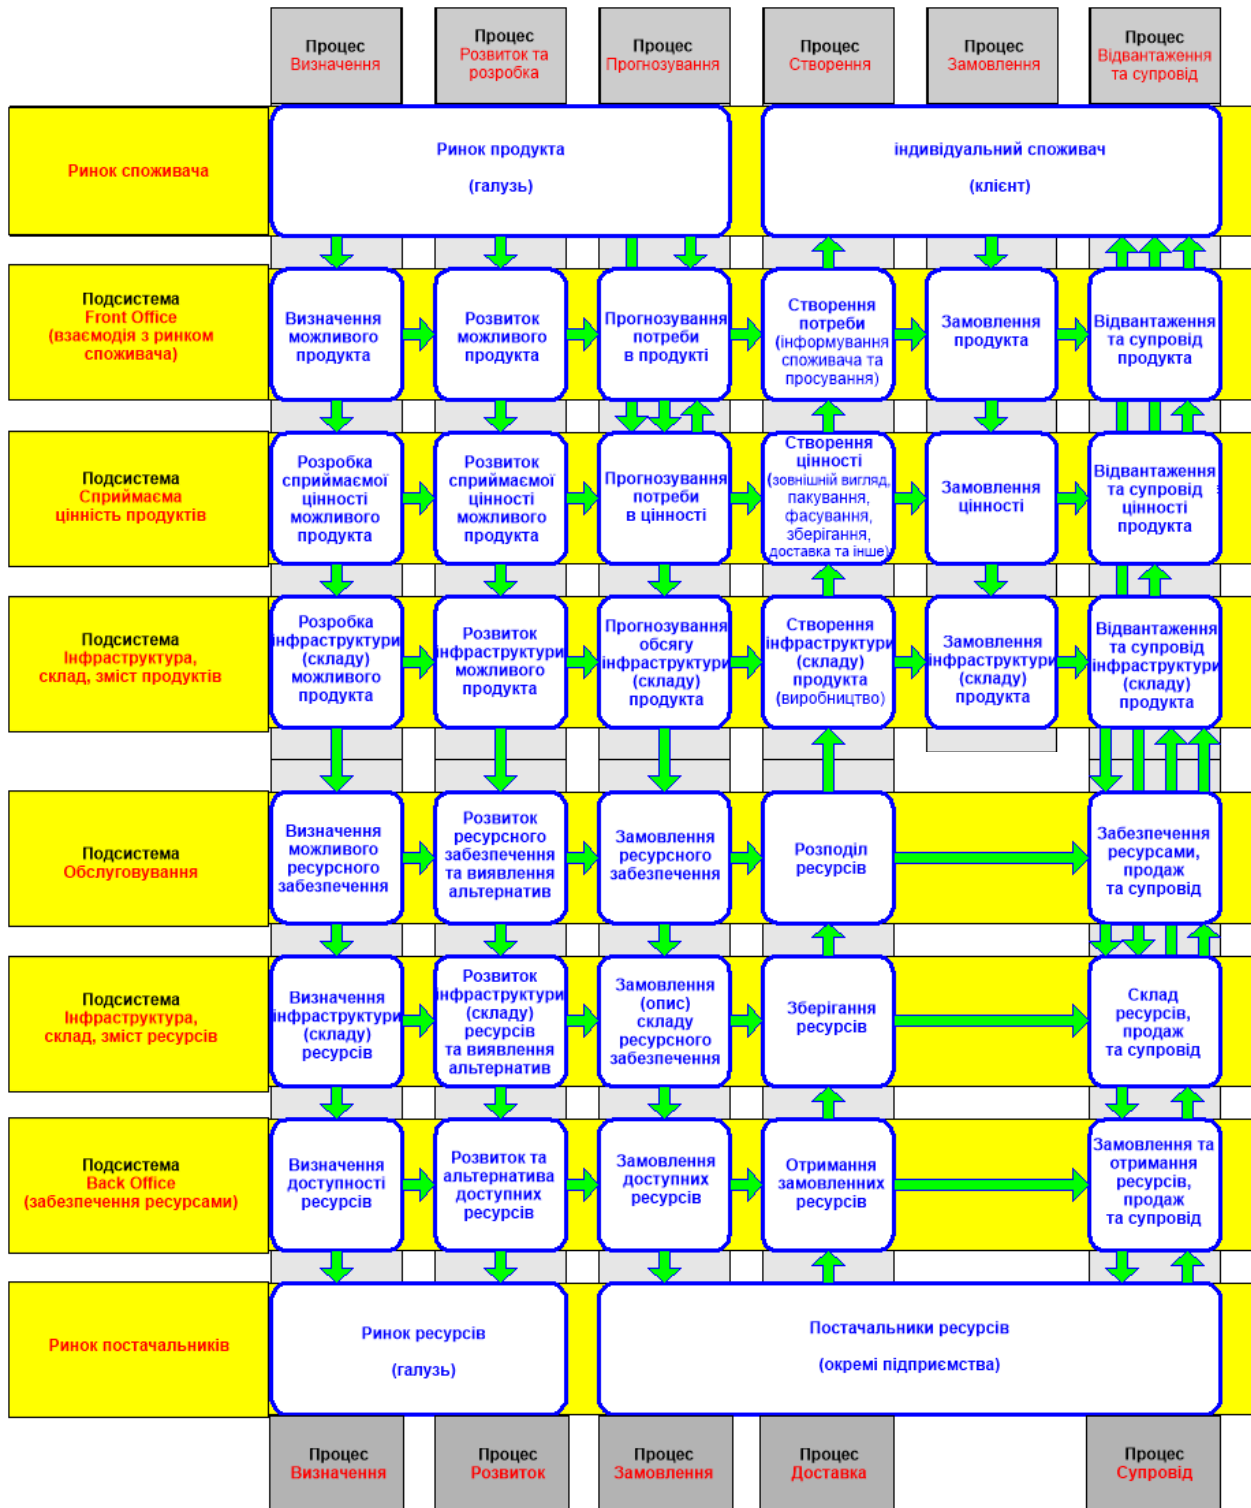 Процес
Визначення
Процес
Розвиток та
розробка
Процес
Прогнозування
Процес
Створення
Процес
Замовлення
Процес
Відвантаження
та супровід
Ринок споживача
Ринок продукта
(галузь)
індивідуальний споживач
(клієнт)
Подсистема
Front Office
(взаємодія з ринком
споживача)
Визначення
можливого
продукта
Розвиток
можливого
продукта
Прогнозування
потреби
в продукті
Створення
потреби
(інформування
споживача та
просування)
Замовлення
продукта
Відвантаження
та супровід
продукта
Подсистема
Сприймаєма
цінність продуктів
Розробка
сприймаємої
цінності
можливого
продукта
Розвиток
сприймаємої
цінності
можливого
продукта
Прогнозування
потреби
в цінності
Створення
цінності
(зовнішній вигляд,
пакування,
фасування,
зберігання,
доставка та інше)
Замовлення
цінності
Відвантаження
та супровід
цінності
продукта
Подсистема
Інфраструктура,
склад, зміст продуктів
Розробка
інфраструктури
(складу)
можливого
продукта
Розвиток
інфраструктури
можливого
продукта
Прогнозування
обсягу
інфраструктури
(складу)
продукта
Створення
інфраструктури
(складу)
продукта
(виробництво)
Замовлення
інфраструктури
(складу)
продукта
Відвантаження
та супровід
інфраструктури
(складу)
продукта
Подсистема
Обслуговування
Визначення
можливого
ресурсного
забезпечення
Розвиток
ресурсного
забезпечення
та виявлення
альтернатив
Замовлення
ресурсного
забезпечення
Розподіл
ресурсів
Забезпечення
ресурсами,
продаж
та супровід
Подсистема
Інфраструктура,
склад, зміст ресурсів
Визначення
інфраструктури
(складу)
ресурсів
Розвиток
інфраструктури
(складу)
ресурсів
та виявлення
альтернатив
Замовлення
(опис)
складу
ресурсного
забезпечення
Зберігання
ресурсів
Склад
ресурсів,
продаж
та супровід
Подсистема
Back Office
(забезпечення ресурсами)
Визначення
доступності
ресурсів
Розвиток та
альтернатива
доступних
ресурсів
Замовлення
доступних
ресурсів
Отримання
замовленних
ресурсів
Замовлення та
отримання
ресурсів,
продаж
та супровід
Ринок постачальників
Ринок ресурсів
(галузь)
Постачальники ресурсів
(окремі підприємства)
Процес
Визначення
Процес
Розвиток
Процес
Замовлення
Процес
Доставка
Процес
Супровід